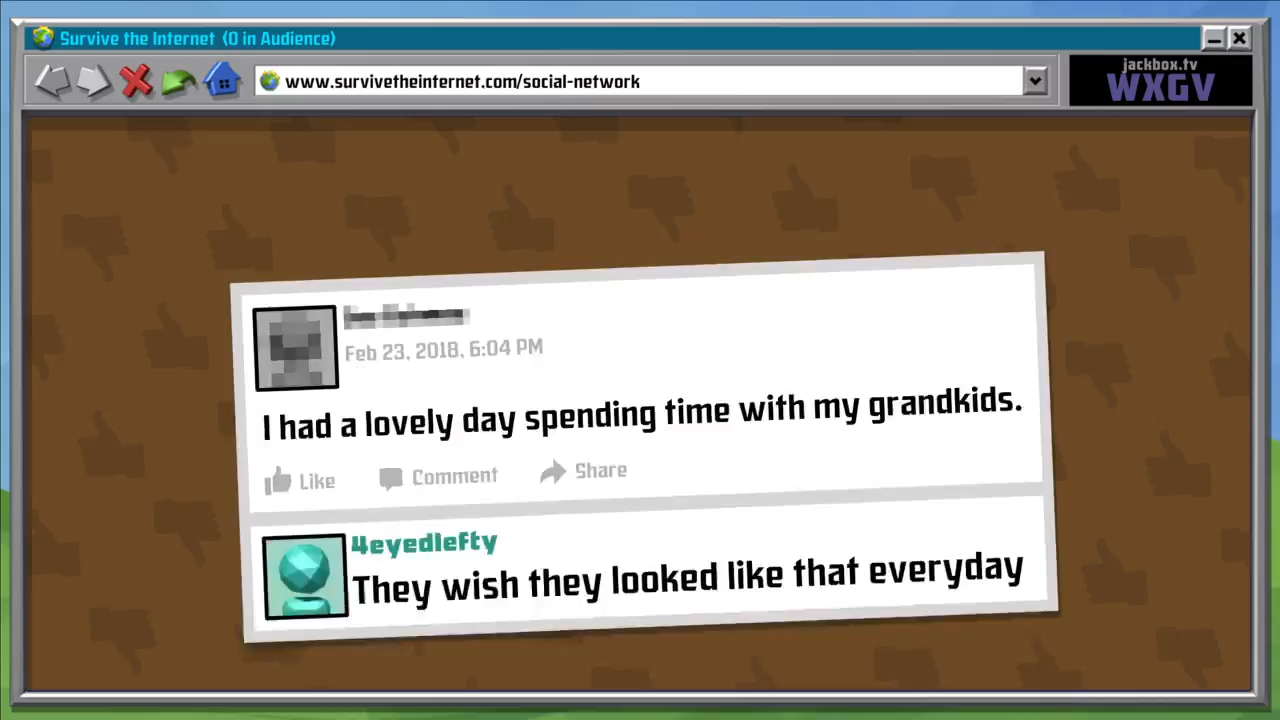 Survive the Internet (0 in Audience)
www.survivetheinternet.com/social-network
jackbox.tv
WXGV
Feb 23, 2018, 6:04 PM
I had a lovely day spending time with my grandkids.
Like Comment Share
4eyedlefty
They wish they looked like that everyday